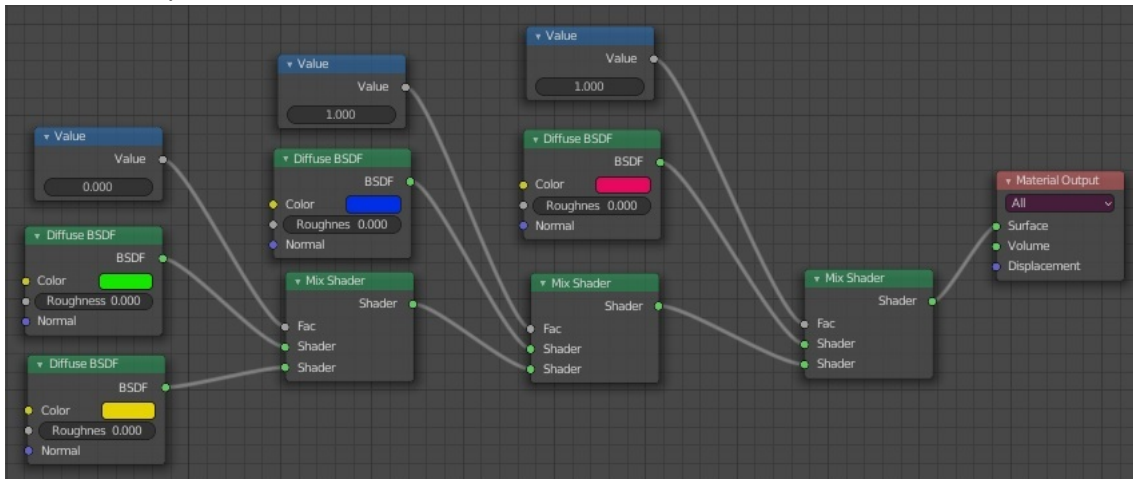 Value
Value
1.000
Value
Value
1.000
Value
Value
0.000
Diffuse BSDF
BSDF
Color
Roughnes 0.000
Normal
Diffuse BSDF
BSDF
Color
Roughnes 0.000
Normal
Material Output
All
Surface
Volume
Displacement
Diffuse BSDF
BSDF
Color
Roughness 0.000
Normal
Mix Shader
Shader
Fac
Shader
Shader
Mix Shader
Shader
Fac
Shader
Shader
Mix Shader
Shader
Fac
Shader
Shader
Diffuse BSDF
BSDF
Color
Roughnes 0.000
Normal